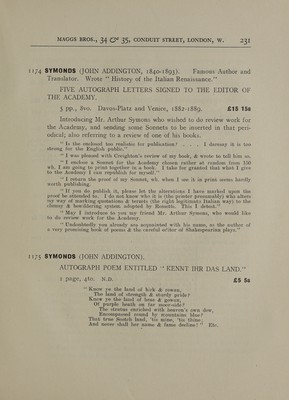 MAGGS BROS., 34 & 35, CONDUIT STREET, LONDON, W. 231
1174 SYMONDS (JOHN ADDINGTON, 1840-1893). Famous Author and
Translator. Wrote "History of the Italian Renaissance."
FIVE AUTOGRAPH LETTERS SIGNED TO THE EDITOR OF
THE ACADEMY.
5 pp., 8vo. Davos-Platz and Venice, 1882-1889. £15 15s
Introducing Mr. Arthur Symons who wished to do review work for
the Academy, and sending some Sonnets to be inserted in that peri-
odical; also referring to a review of one of his books.
"Is the enclosed too realistic for publication? . . . I daresay it is too
strong for the English public."
"I was pleased with Creighton's review of my book, & wrote to tell him so.
"I enclose a Sonnet for the Academy chosen rather at random from 150
wh. I am going to print together in a book. I take for granted that what I give
to the Academy I can republish for myself."
"I return the proof of my Sonnet, wh. when I see it in print seems hardly
worth publishing.
"If you do publish it, please let the alterations I have marked upon the
proof be attended to. I do not know who it is (the printer presumably) who alters
my way of marking quotations & tercets (the right legitimate Italian way) to the
clumsy & bewildering system adopted by Rossetti. This I detest."
"May I introduce to you my friend Mr. Arthur Symons, who would like
to do review work for the Academy.
"Undoubtedly you already are acquainted with his name, as the author of
a very promising book of poems & the careful editor of Shakespearian plays."
1175 SYMONDS (JOHN ADDINGTON).
AUTOGRAPH POEM ENTITLED "KENNT IHR DAS LAND."
1 page, 4to. N.D. £5 5s
"Know ye the land of loch & rowan,
The land of strength & sturdy pride?
Know ye the land of brae & gowan,
Of purple heath on far moor-side?
The straths enriched with heaven's own dew,
Encompassed round by mountains blue?
That true Scotch land, 'tis mine, 'tis thine;
And never shall her name & fame decline!" Etc.